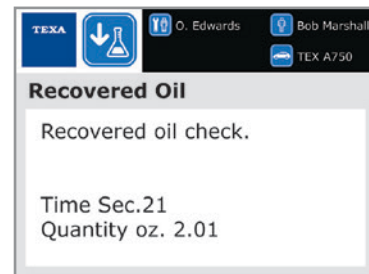 TEXA
O. Edwards
Bob Marshall
TEX A750
Recovered Oil
Recovered oil check.
Time Sec.21
Quantity oz. 2.01